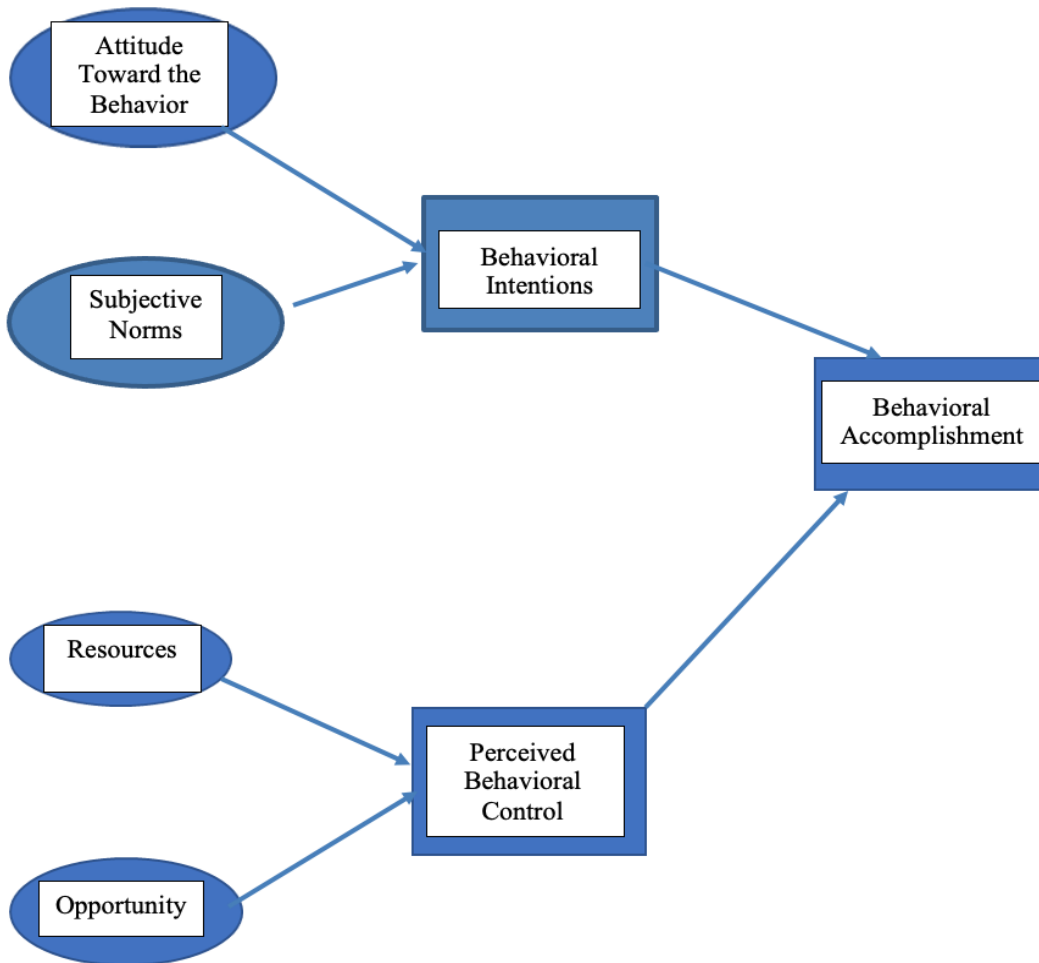 Attitude
Toward the
Behavior
Subjective
Norms
Behavioral
Intentions
Behavioral
Accomplishment
Resources
Perceived
Behavioral
Control
Opportunity